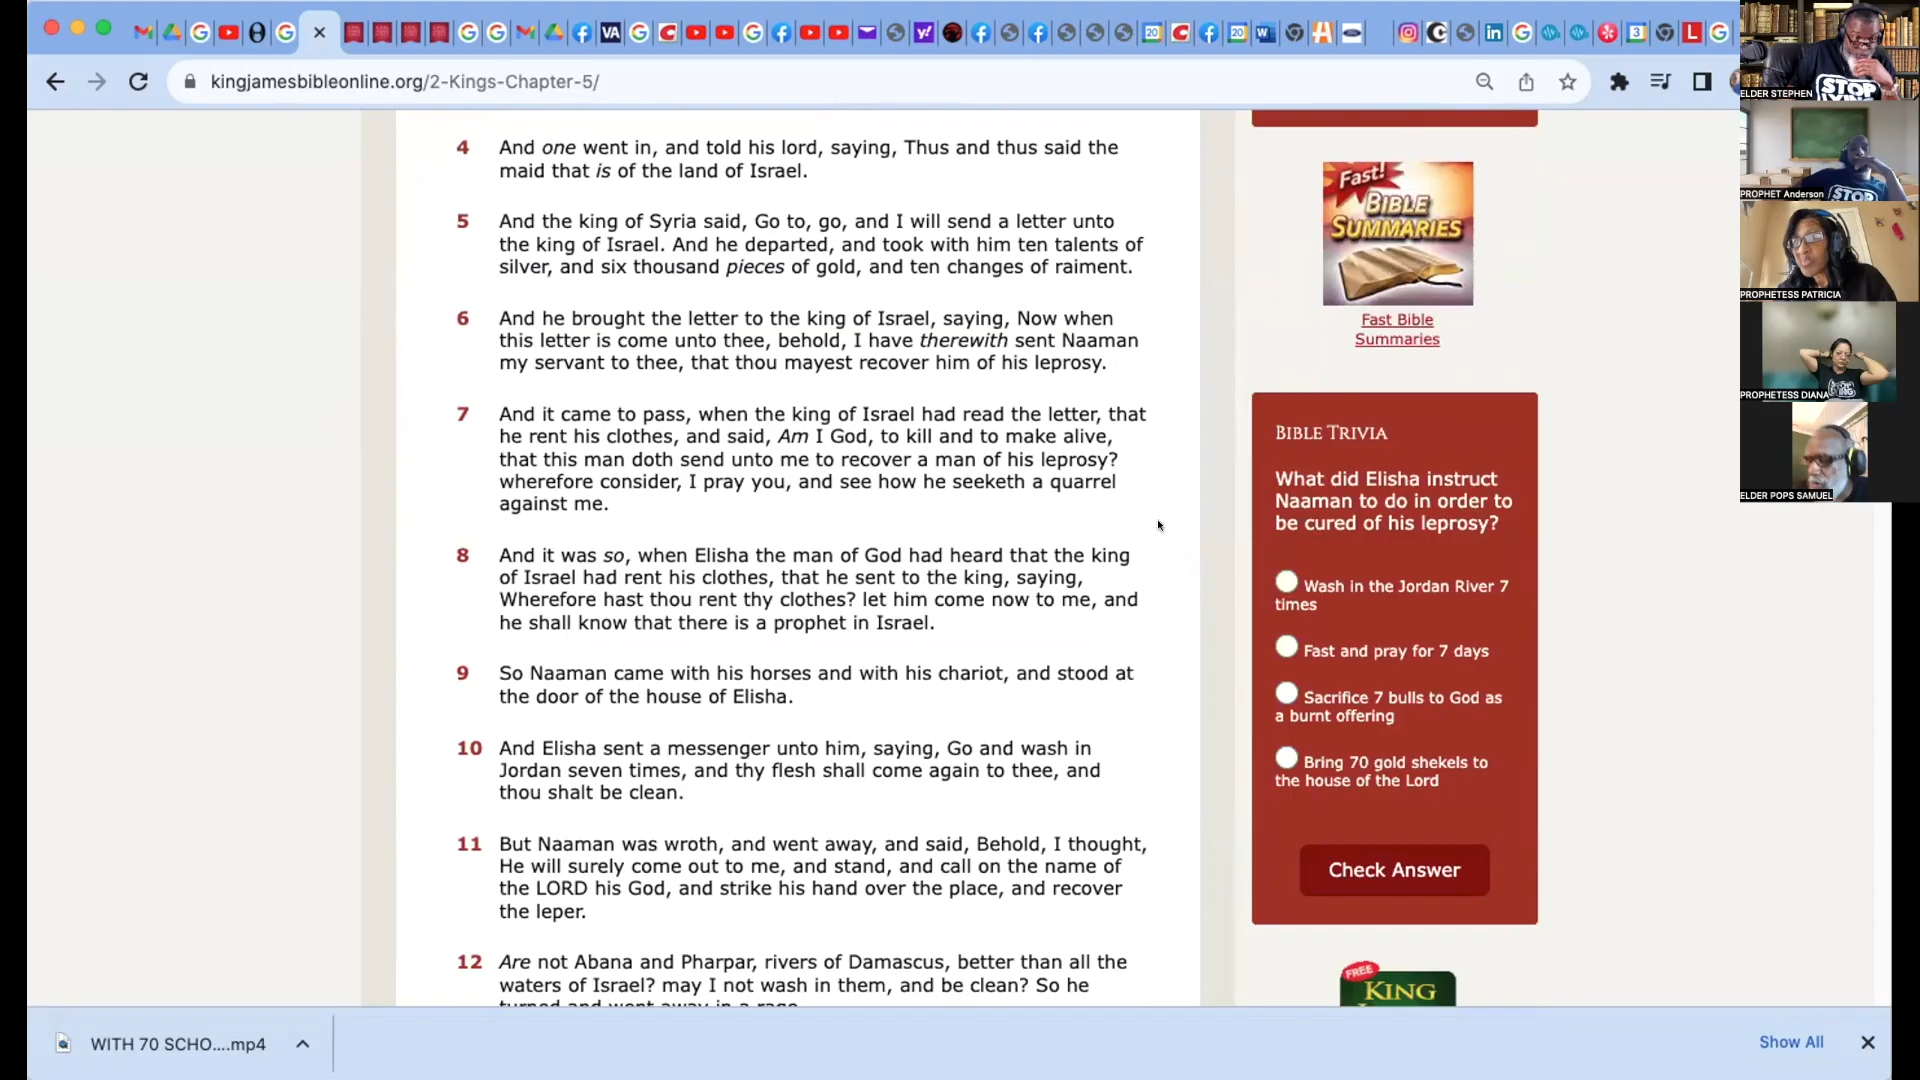 kingjamesbibleonline.org/2-Kings-Chapter-5/
4 And one went in, and told his lord, saying, Thus and thus said the
maid that is of the land of Israel.
5 And the king of Syria said, Go to, go, and I will send a letter unto
the king of Israel. And he departed, and took with him ten talents of
silver, and six thousand pieces of gold, and ten changes of raiment.
6 And he brought the letter to the king of Israel, saying, Now when
this letter is come unto thee, behold, I have therewith sent Naaman
my servant to thee, that thou mayest recover him of his leprosy.
7 And it came to pass, when the king of Israel had read the letter, that
he rent his clothes, and said, Am I God, to kill and to make alive,
that this man doth send unto me to recover a man of his leprosy?
wherefore consider, I pray you, and see how he seeketh a quarrel
against me.
8 And it was so, when Elisha the man of God had heard that the king
of Israel had rent his clothes, that he sent to the king, saying,
Wherefore hast thou rent thy clothes? let him come now to me, and
he shall know that there is a prophet in Israel.
9 So Naaman came with his horses and with his chariot, and stood at
the door of the house of Elisha.
10 And Elisha sent a messenger unto him, saying, Go and wash in
Jordan seven times, and thy flesh shall come again to thee, and
thou shalt be clean.
11 But Naaman was wroth, and went away, and said, Behold, I thought,
He will surely come out to me, and stand, and call on the name of
the LORD his God, and strike his hand over the place, and recover
the leper.
12 Are not Abana and Pharpar, rivers of Damascus, better than all the
waters of Israel? may I not wash in them, and be clean? So he
turned and went away in a rage.
Fast!
BIBLE
SUMMARIES
Fast Bible
Summaries
BIBLE TRIVIA
What did Elisha instruct
Naaman to do in order to
be cured of his leprosy?
Wash in the Jordan River 7
times
Fast and pray for 7 days
Sacrifice 7 bulls to God as
a burnt offering
Bring 70 gold shekels to
the house of the Lord
Check Answer
FREE
KING
STOP
ELDER STEPHEN
PROPHET Anderson
STOP
PROPHETESS PATRICIA
PROPHETESS DIANA
ELDER POPS SAMUEL
WITH 70 SCHO....mp4
Show All